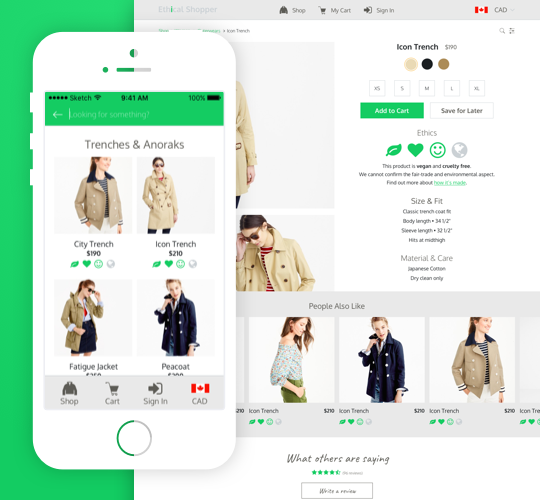 Ethical Shopper
Shop
My Cart
Sign In
CAD
> Icon Trench
Sketch
9:41 AM
100%
Looking for something?
Trenches & Anoraks
City Trench
$190
Icon Trench
$210
Fatigue Jacket
Peacoat
Shop
Cart
Sign In
CAD
Icon Trench $190
XS S M L XL
Add to Cart
Save for Later
Ethics
This product is vegan and cruelty free.
We cannot confirm the fair-trade and environmental aspect.
Find out more about how it's made.
Size & Fit
Classic trench coat fit
Body length • 34 1/2"
Sleeve length • 32 1/2"
Hits at midthigh
Material & Care
Japanese Cotton
Dry clean only
People Also Like
$210
Icon Trench $210
Icon Trench $210
Icon Trench $210
What others are saying
Write a review